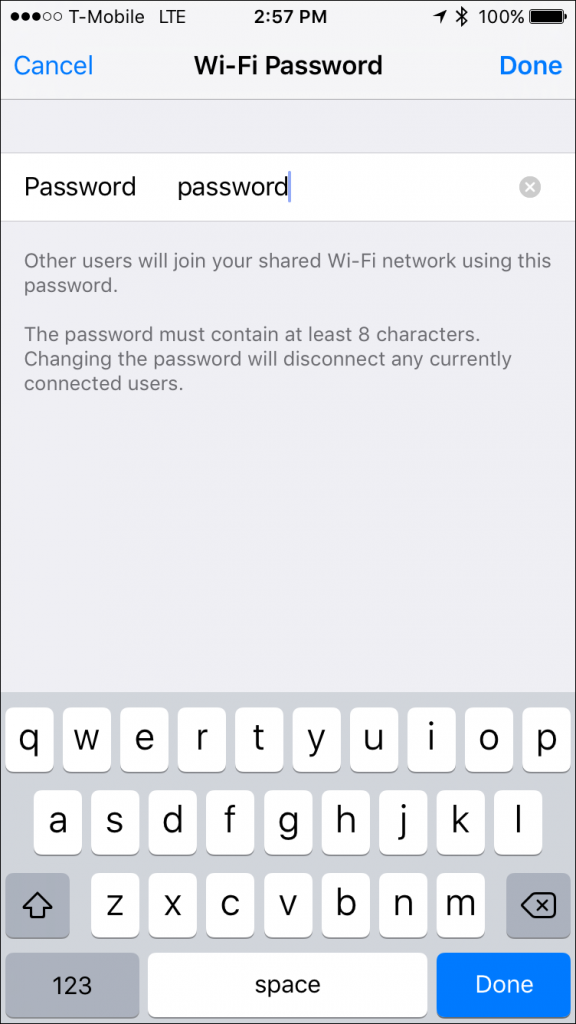 T-Mobile LTE 2:57 PM 100%
Cancel Wi-Fi Password Done
Password password
Other users will join your shared Wi-Fi network using this
password.
The password must contain at least 8 characters.
Changing the password will disconnect any currently
connected users.
q w e r t y u i o p
a s d f g h j k l
z x c v b n m
123 space Done